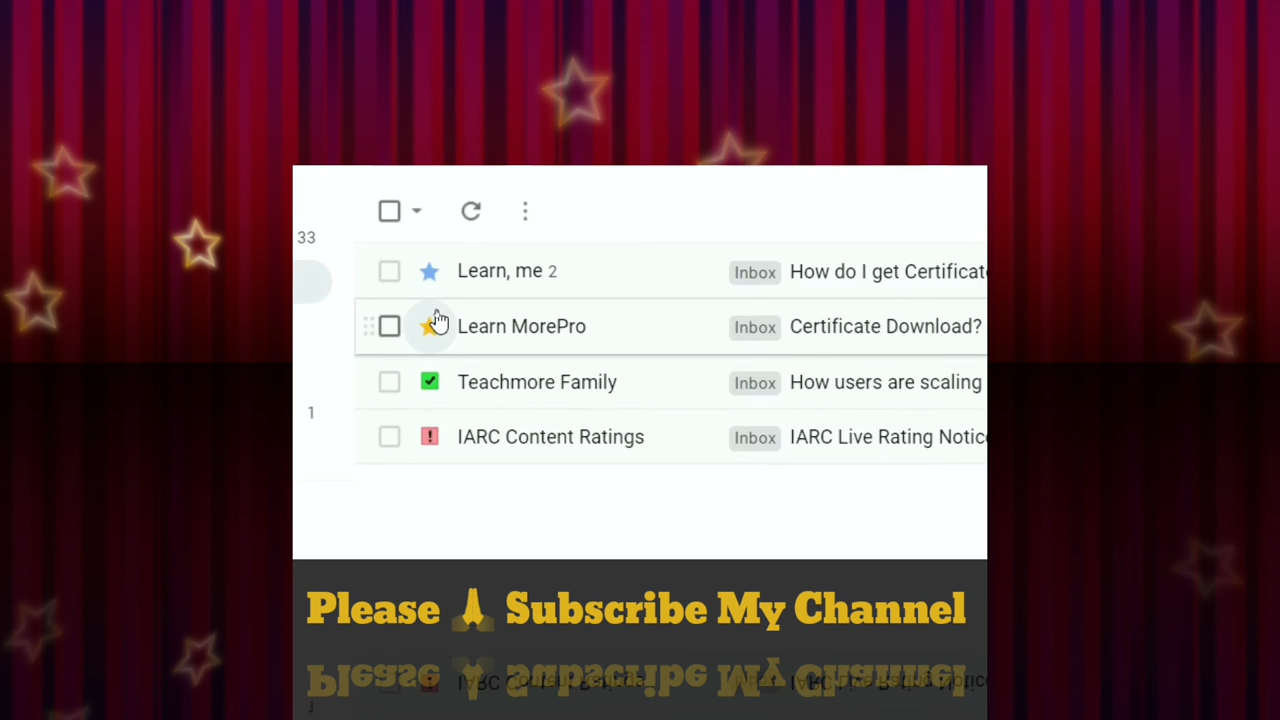 33
Learn, me 2 Inbox How do I get Certificate
Learn MorePro Inbox Certificate Download?
Teachmore Family Inbox How users are scaling
1
IARC Content Ratings Inbox IARC Live Rating Notic
Please 🙏 Subscribe My Channel